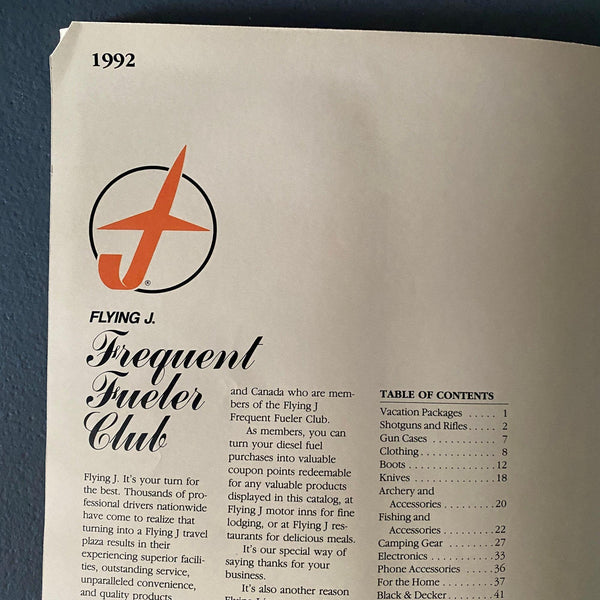 1992
®
FLYING J.
Frequent
Fueler
Club
Flying J. It's your turn for
the best. Thousands of pro-
fessional drivers nationwide
have come to realize that
turning into a Flying J travel
plaza results in their
experiencing superior facili-
ties, outstanding service,
unparalleled convenience,
and quality products
and Canada who are mem-
bers of the Flying J
Frequent Fueler Club.
As members, you can
turn your diesel fuel
purchases into valuable
coupon points redeemable
for any valuable products
displayed in this catalog, at
Flying J motor inns for fine
lodging, or at Flying J res-
taurants for delicious meals.
It's our special way of
saying thanks for your
business.
It's also another reason
TABLE OF CONTENTS
Vacation Packages ..... 1
Shotguns and Rifles..... 2
Gun Cases ........... 7
Clothing............. 8
Boots ...............12
Knives ..............18
Archery and
Accessories .........20
Fishing and
Accessories .........22
Camping Gear ........27
Electronics ..........33
Phone Accessories .....36
For the Home .........37
Black & Decker ........41